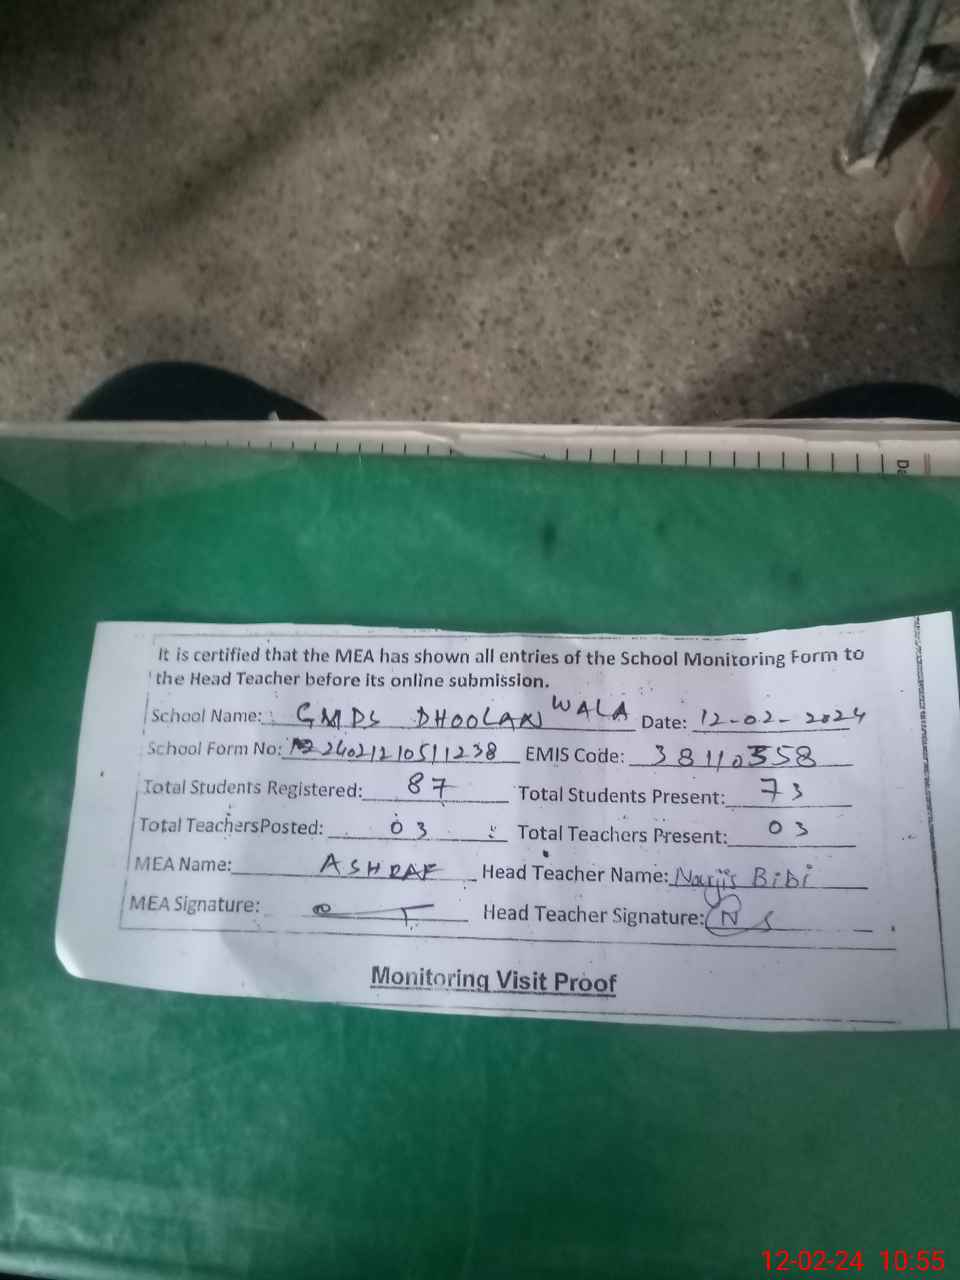 It is certified that the MEA has shown all entries of the School Monitoring Form to
the Head Teacher before its online submission.
School Name: GMDS DHOOLAN WALA Date: 12-02-2024
School Form No: 24021210511238 EMIS Code: 38110358
Total Students Registered: 87 Total Students Present: 73
Total TeachersPosted: 03 Total Teachers Present: 03
MEA Name: ASHRAF Head Teacher Name: Narjis Bibi
MEA Signature: Head Teacher Signature: NS
Monitoring Visit Proof
12-02-24 10:55